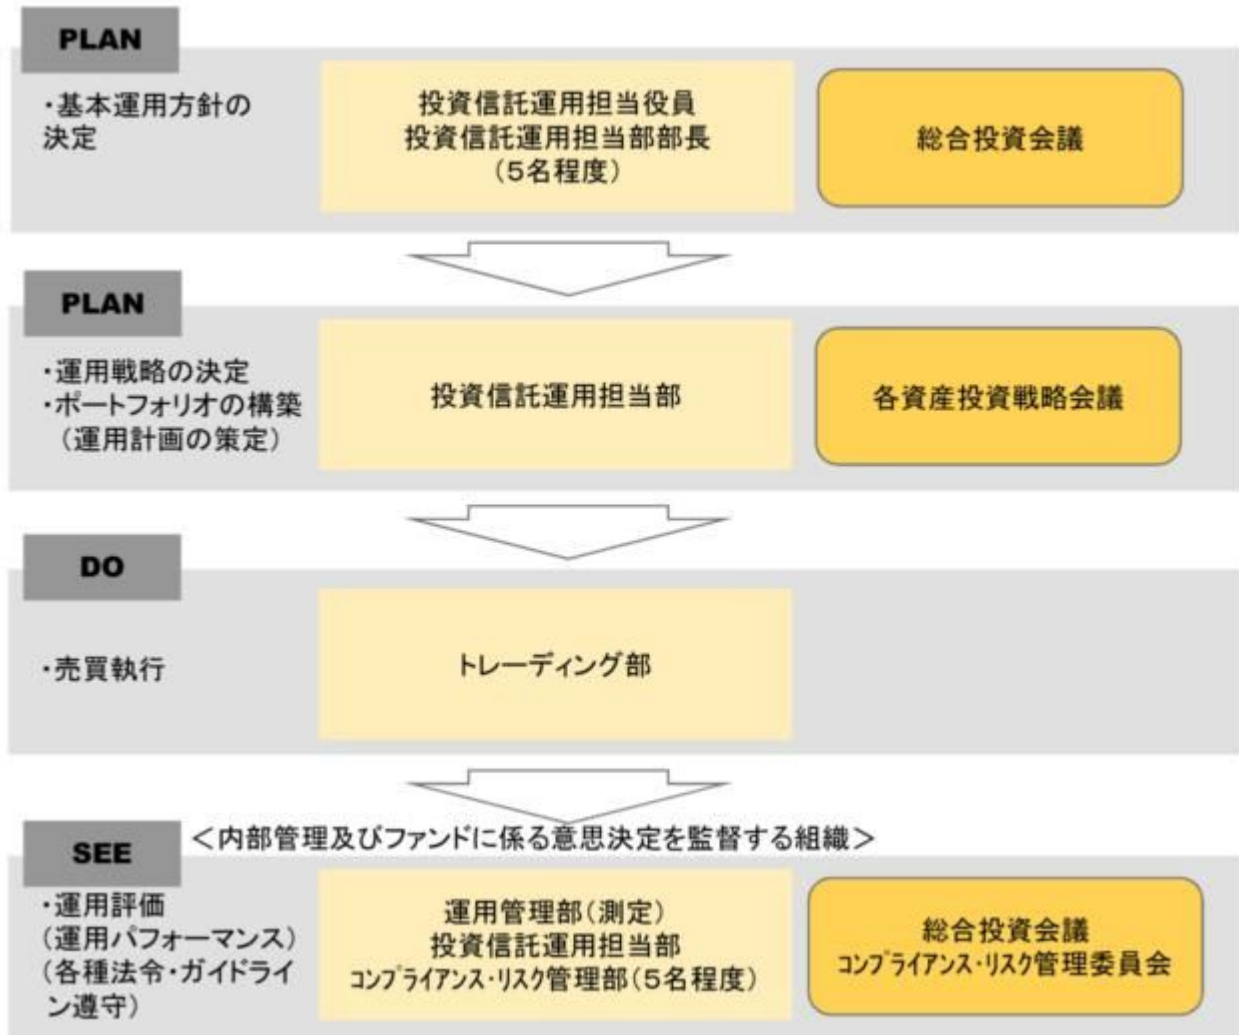 PLAN
・基本運用方針の
決定
投資信託運用担当役員
投資信託運用担当部部長
(5名程度)
総合投資会議
PLAN
・運用戦略の決定
・ポートフォリオの構築
(運用計画の策定)
投資信託運用担当部
各資産投資戦略会議
DO
・売買執行
トレーディング部
<内部管理及びファンドに係る意思決定を監督する組織>
SEE
・運用評価
(運用パフォーマンス)
(各種法令・ガイドライ
ン遵守)
運用管理部(測定)
投資信託運用担当部
コンプライアンス・リスク管理部(5名程度)
総合投資会議
コンプライアンス・リスク管理委員会